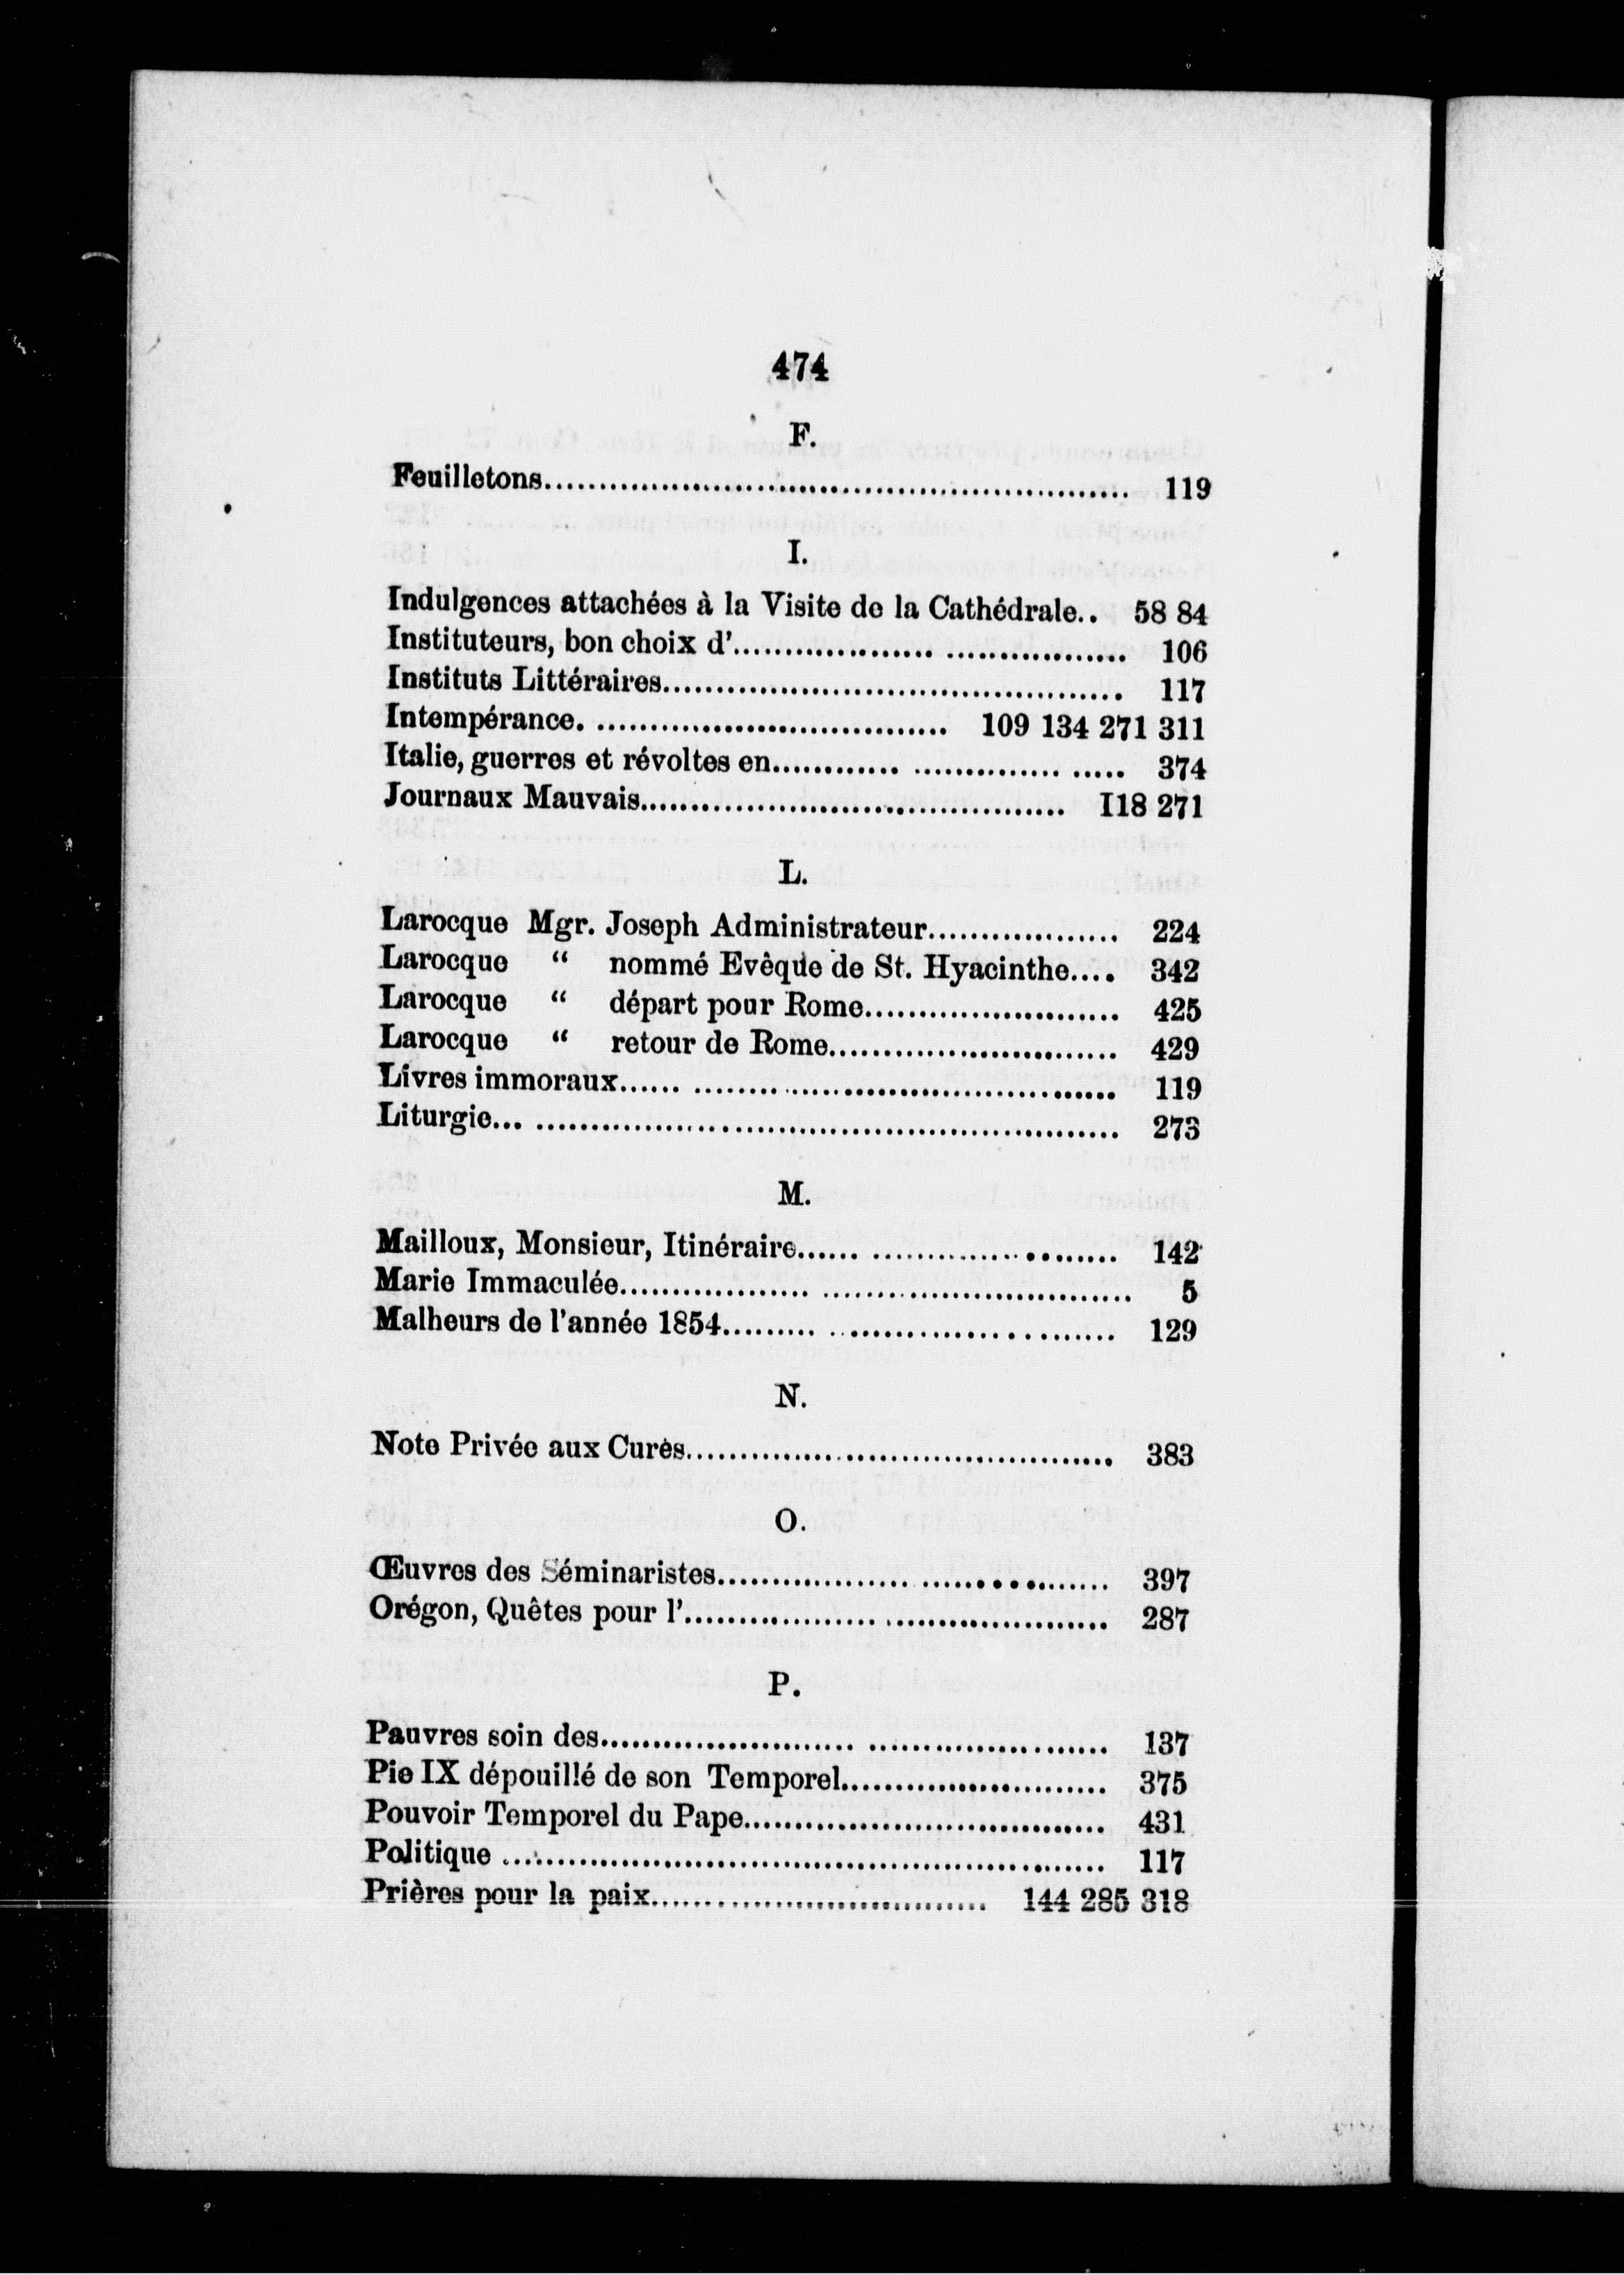 474
F.
Feuilletons........................................ 119
I.
Indulgences attachées à la Visite de la Cathédrale.. 58 84
Instituteurs, bon choix d'........................................ 106
Instituts Littéraires........................................ 117
Intempérance. ........................................ 109 134 271 311
Italie, guerres et révoltes en........................................ 374
Journaux Mauvais........................................ I18 271
L.
Larocque Mgr. Joseph Administrateur.................. 224
Larocque “ nommé Evêque de St. Hyacinthe.... 342
Larocque “ départ pour Rome........................ 425
Larocque “ retour de Rome........................... 429
Livres immoraux........................................ 119
Liturgie........................................ 273
M.
Mailloux, Monsieur, Itinéraire........................... 142
Marie Immaculée........................................ 5
Malheurs de l'année 1854........................................ 129
N.
Note Privée aux Curès........................................ 383
O.
Œuvres des Séminaristes........................................ 397
Orégon, Quêtes pour l'........................................ 287
P.
Pauvres soin des........................................ 137
Pie IX dépouillé de son Temporel......................... 375
Pouvoir Temporel du Pape.................................. 431
Politique ........................................ 117
Prières pour la paix................................ 144 285 318